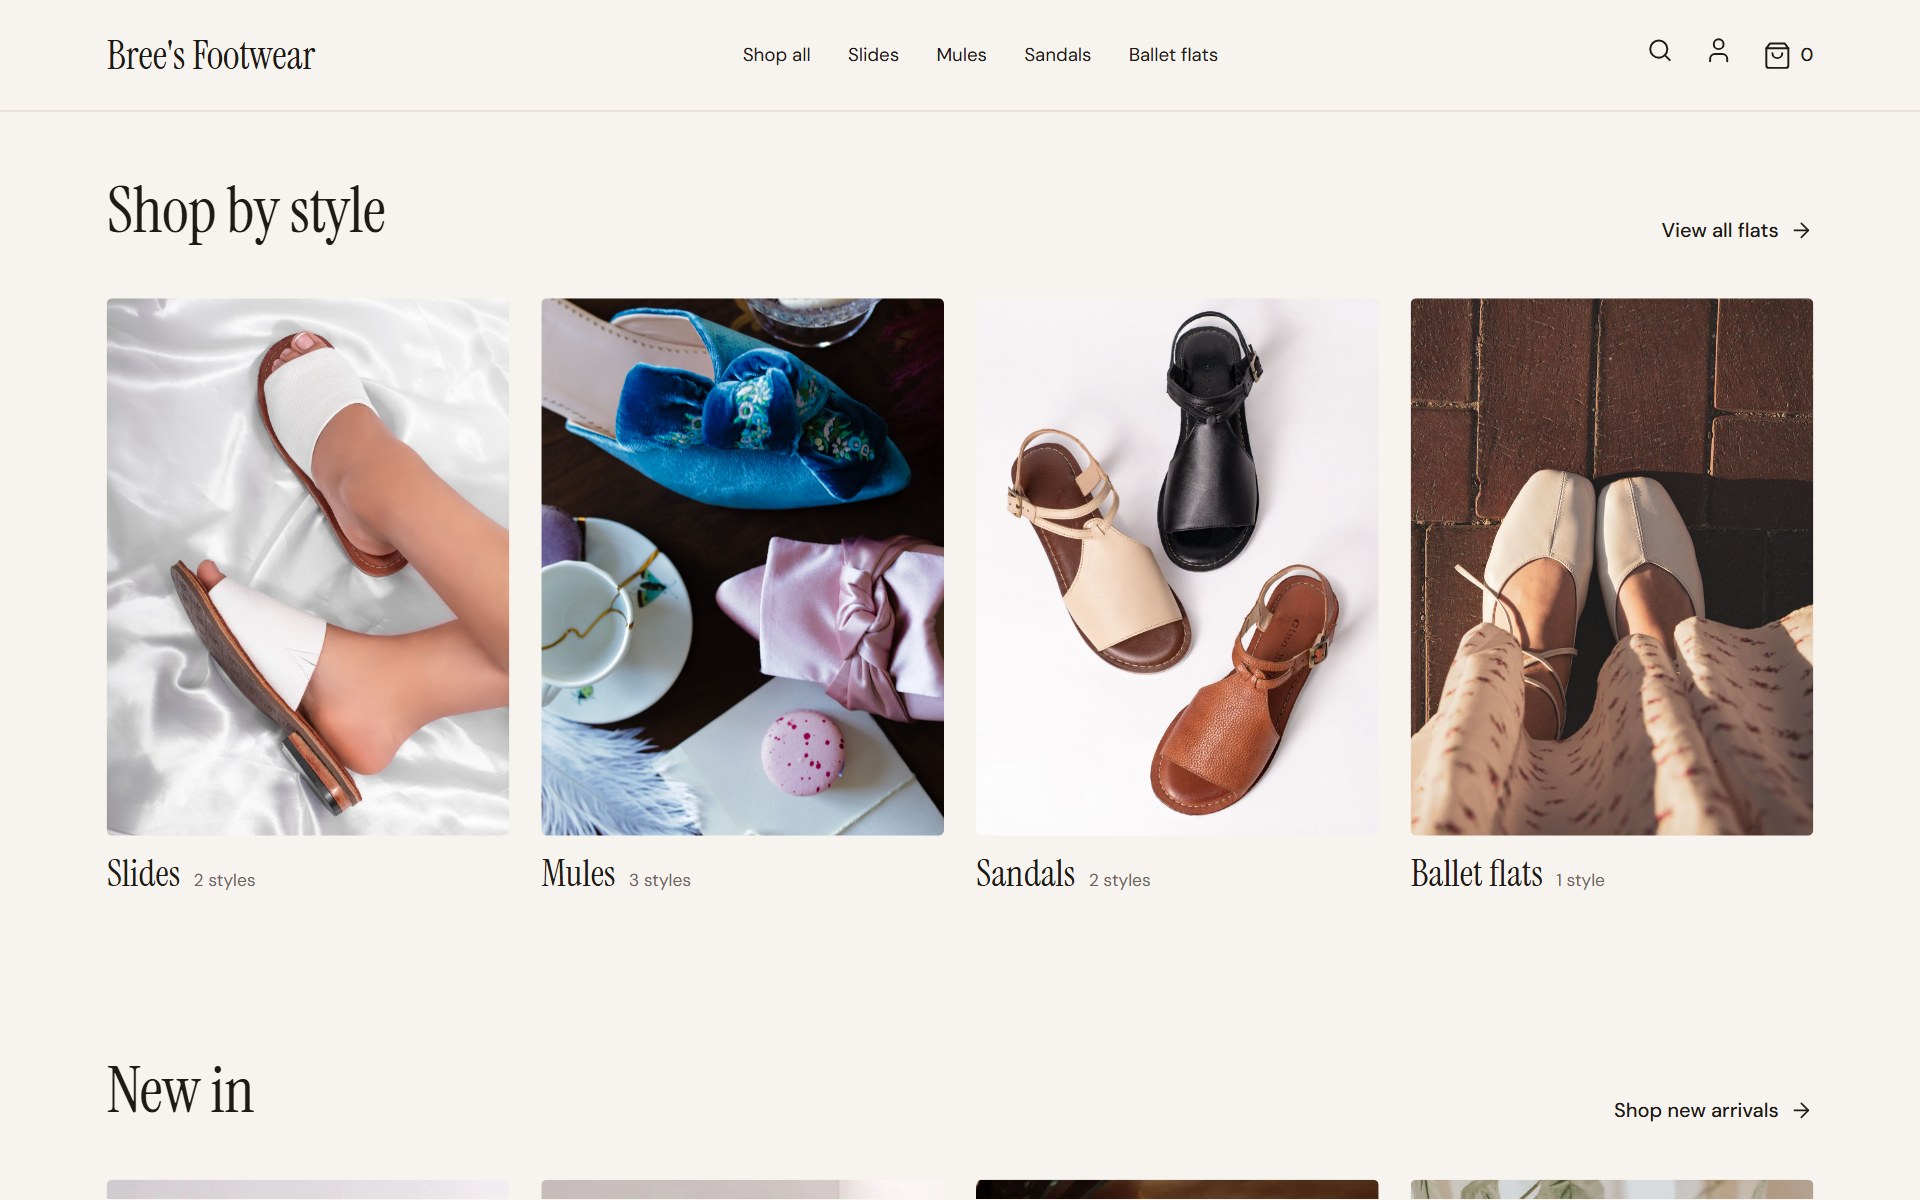 Bree's Footwear
Shop all
Slides
Mules
Sandals
Ballet flats
0
Shop by style
View all flats
Slides 2 styles
Mules 3 styles
Sandals 2 styles
Ballet flats 1 style
New in
Shop new arrivals